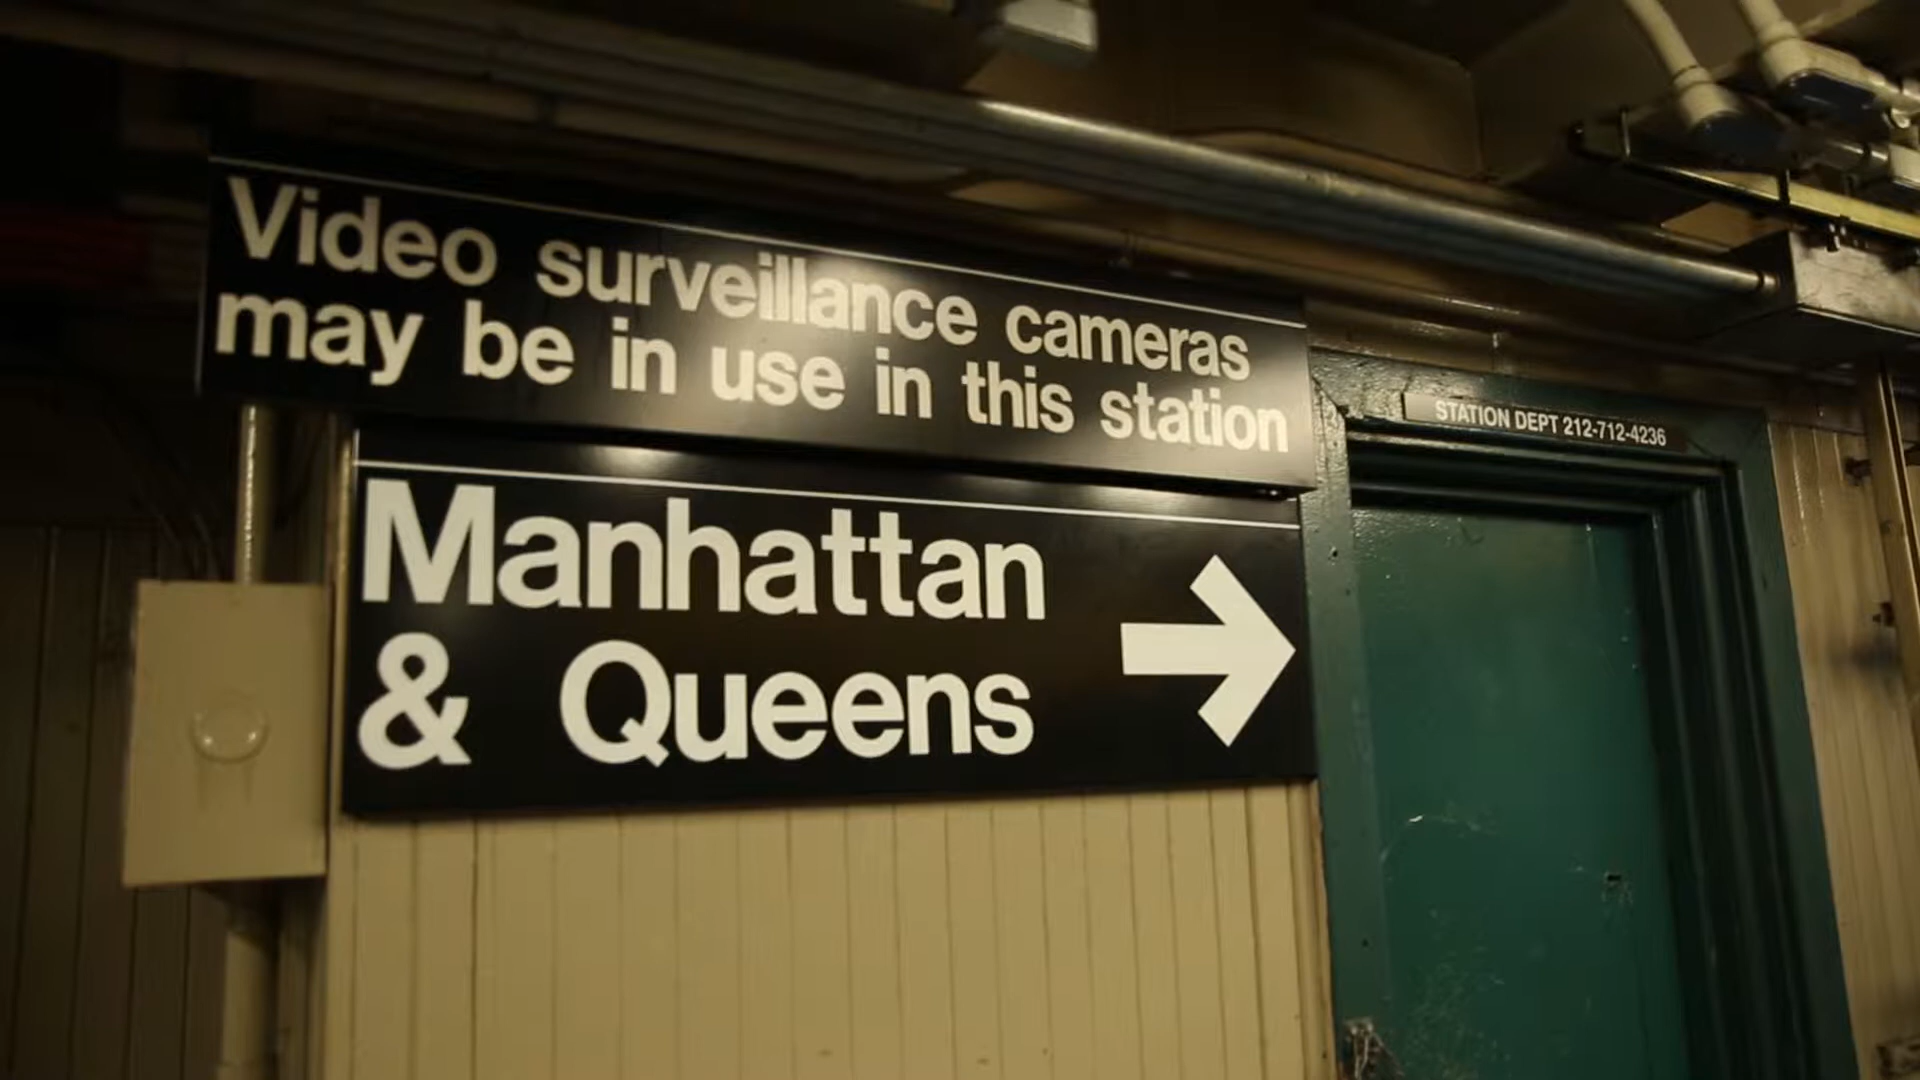 Video surveillance cameras
may be in use in this station
Manhattan
& Queens
STATION DEPT 212-712-4236